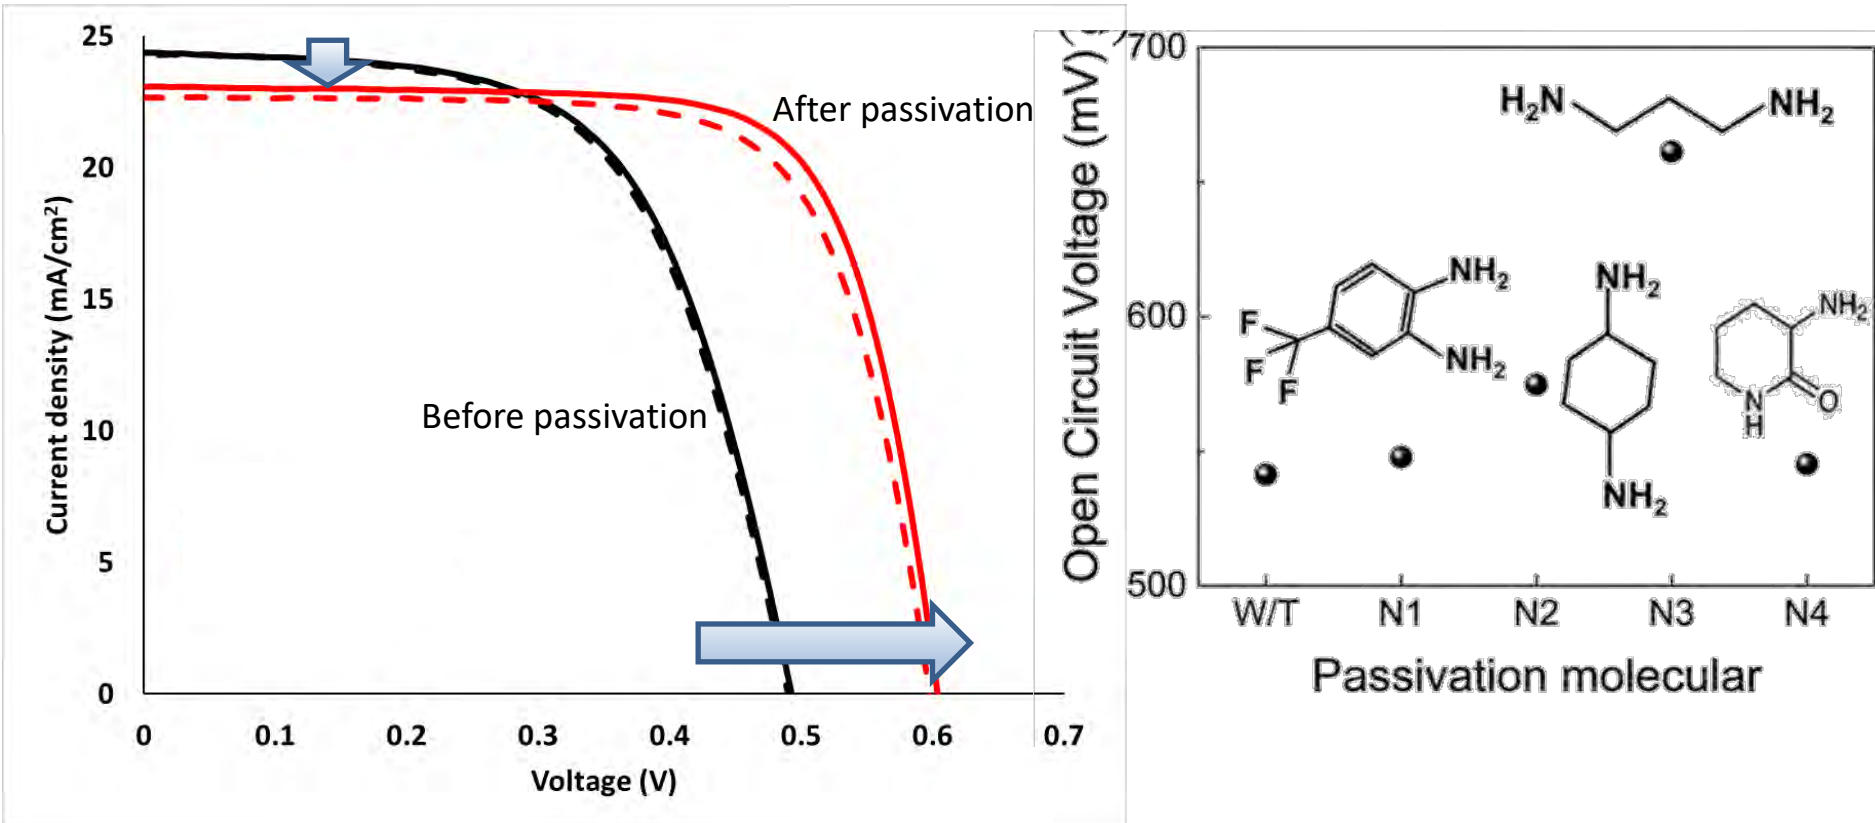 25
20
15
10
5
0
Current density (mA/cm²)
After passivation
Before passivation
0 0.1 0.2 0.3 0.4 0.5 0.6 0.7
Voltage (V)
Open Circuit Voltage (mV)
700
600
500
H₂N NH₂
F F F NH₂ NH₂
NH₂ NH₂
NH₂ N H O
W/T N1 N2 N3 N4
Passivation molecular